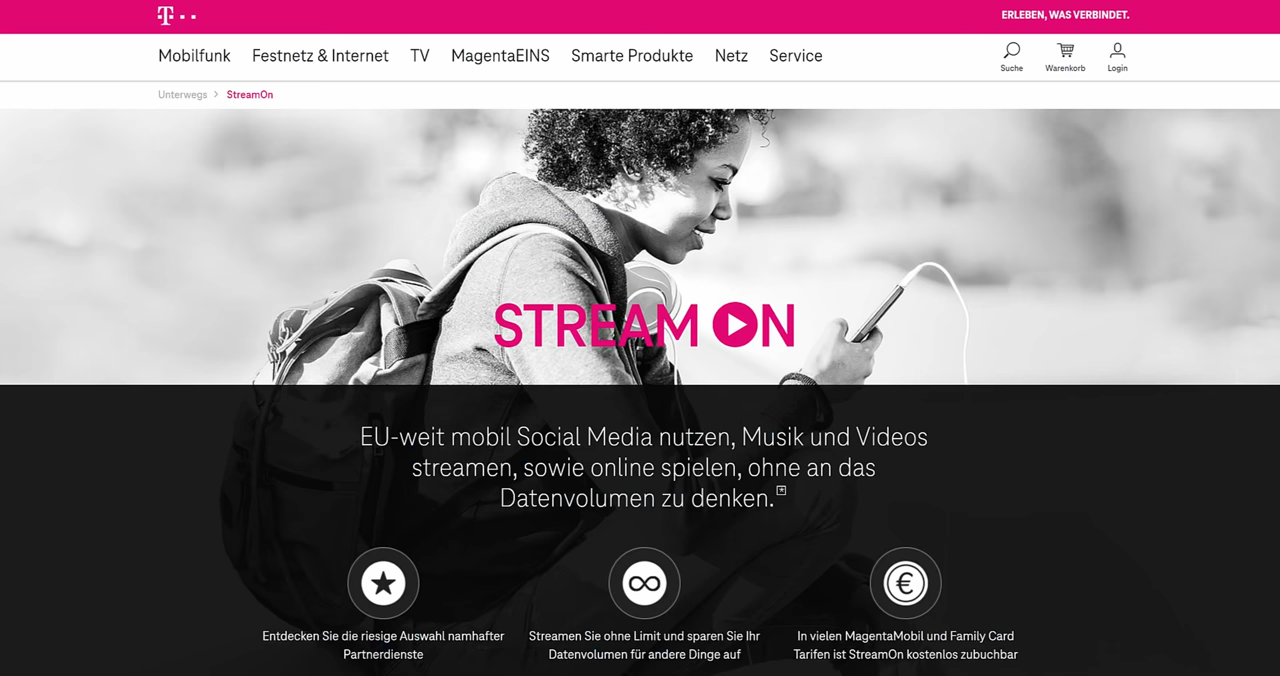 T
ERLEBEN, WAS VERBINDET.
Mobilfunk Festnetz & Internet TV MagentaEINS Smarte Produkte Netz Service
Suche Warenkorb Login
Unterwegs > StreamOn
STREAM ON
EU-weit mobil Social Media nutzen, Musik und Videos
streamen, sowie online spielen, ohne an das
Datenvolumen zu denken.*
Entdecken Sie die riesige Auswahl namhafter
Partnerdienste
Streamen Sie ohne Limit und sparen Sie Ihr
Datenvolumen für andere Dinge auf
€
In vielen MagentaMobil und Family Card
Tarifen ist StreamOn kostenlos zubuchbar